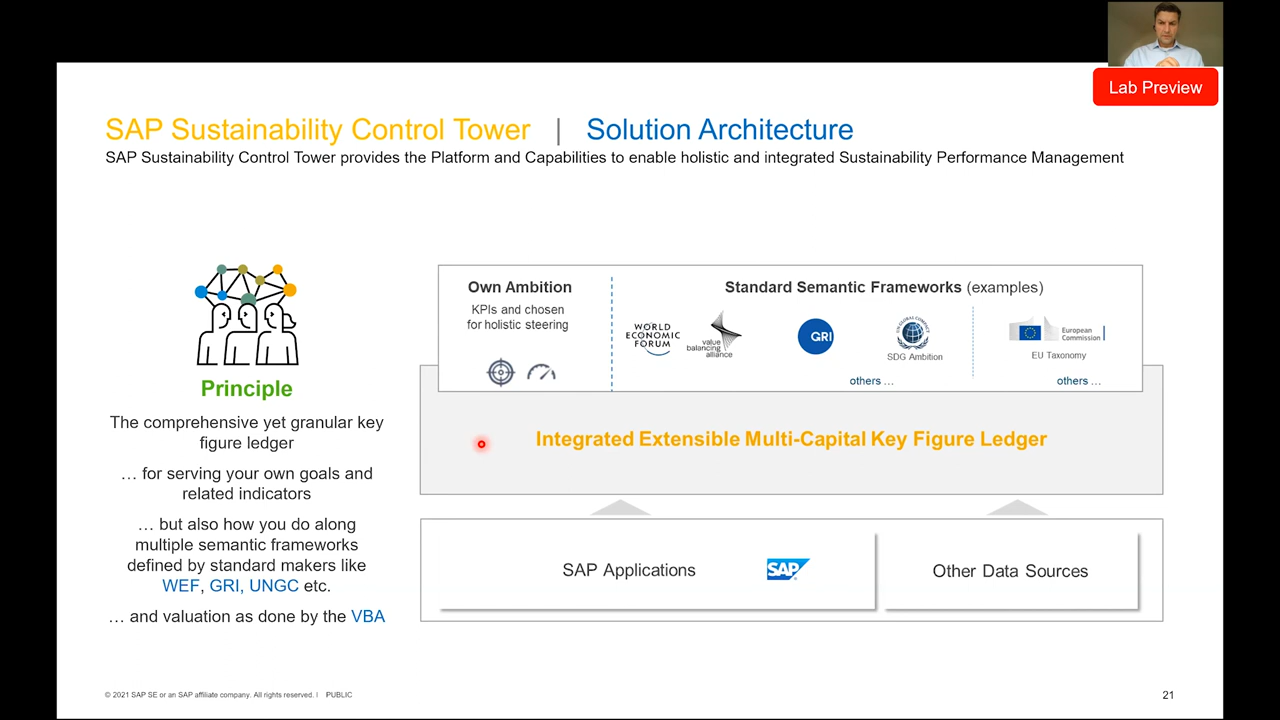 Lab Preview
SAP Sustainability Control Tower | Solution Architecture
SAP Sustainability Control Tower provides the Platform and Capabilities to enable holistic and integrated Sustainability Performance Management
Principle
The comprehensive yet granular key
figure ledger
… for serving your own goals and
related indicators
… but also how you do along
multiple semantic frameworks
defined by standard makers like
WEF, GRI, UNGC etc.
… and valuation as done by the VBA
Own Ambition
KPIs and chosen
for holistic steering
Standard Semantic Frameworks (examples)
WORLD
ECONOMIC
FORUM
value
balancing
alliance
GRI
SDG Ambition
others …
European
Commission
EU Taxonomy
others …
Integrated Extensible Multi-Capital Key Figure Ledger
SAP Applications
SAP
Other Data Sources
© 2021 SAP SE or an SAP affiliate company. All rights reserved. | PUBLIC
21